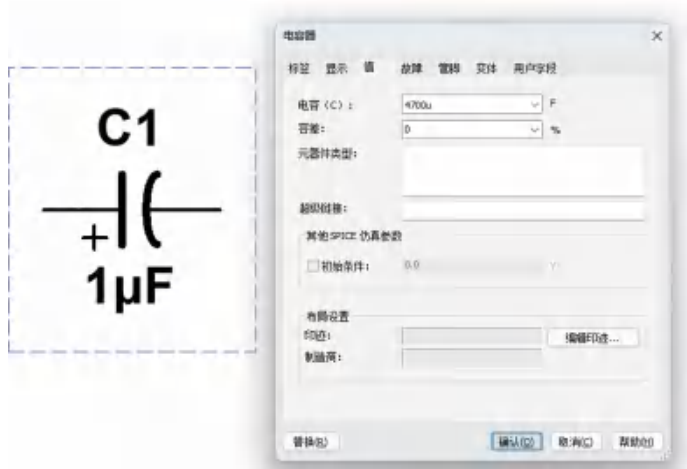 电容器
标签 显示 值 故障 管脚 变体 用户字段
C1
电容（C）： 4700u F
容差： 0 %
元器件类型：
超级链接：
+
1μF
其他SPICE 仿真参数
初始条件： 0.0 V
布局设置
印迹： 编辑印迹...
制造商：
替换(R) 确认(O) 取消(C) 帮助(H)